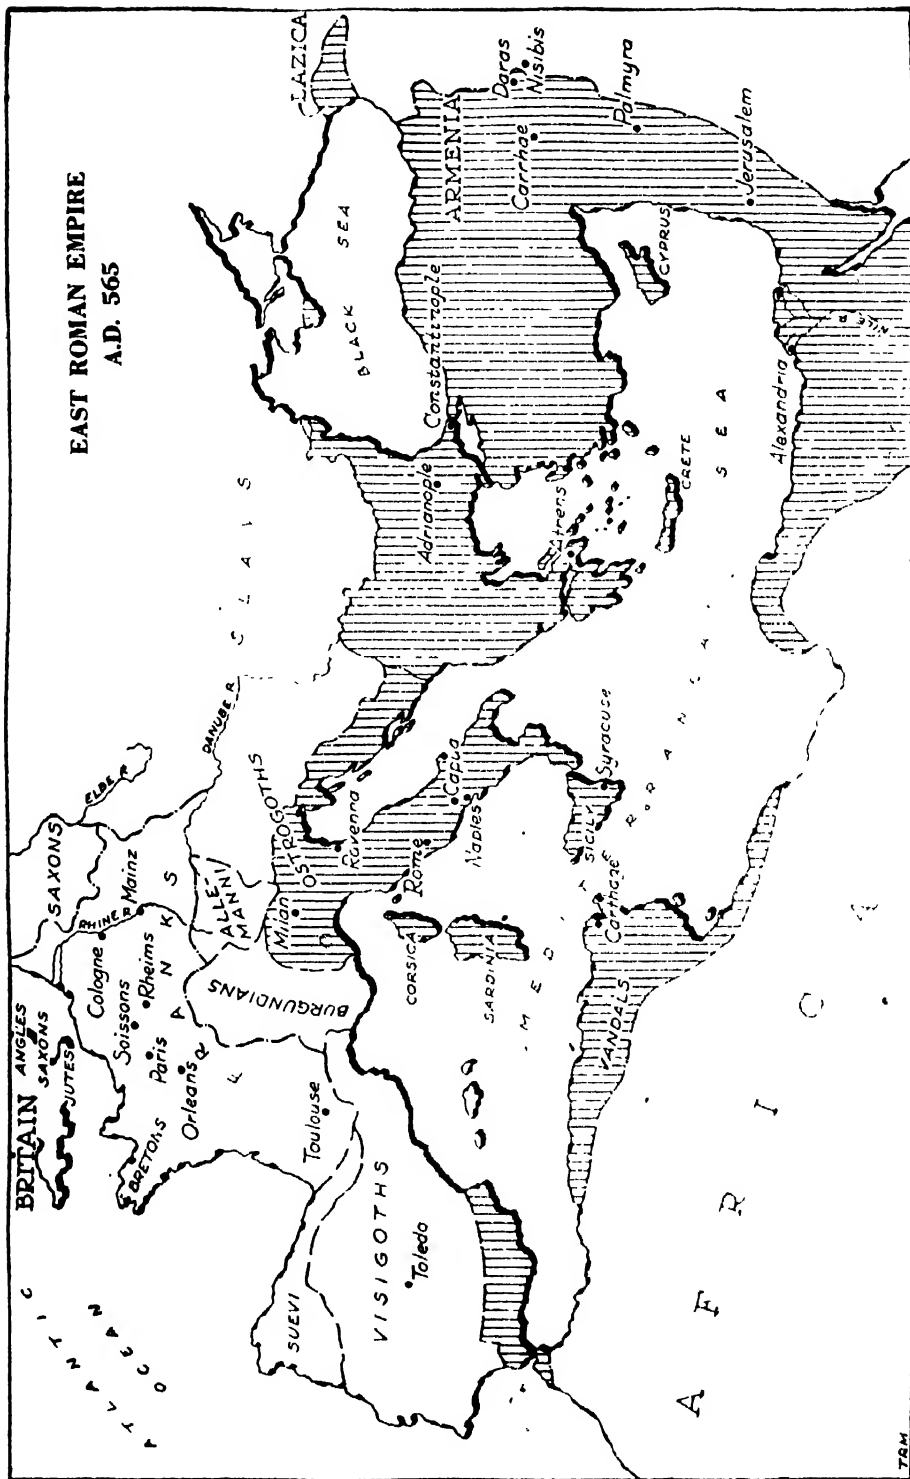 EAST ROMAN EMPIRE
A.D. 565
ATLANTIC
OCEAN
BRITAIN
ANGLES
SAXONS
JUTES
BRETONS
SAXONS
ELBE R.
RHINE R.
Cologne
Mainz
Soissons
Rheims
Paris
Orleans
FRANKS
ALLE-
MANNI
DANUBE R.
SLAVS
BURGUNDIANS
Toulouse
SUEVI
VISIGOTHS
Toledo
Milan
OSTROGOTHS
Ravenna
Rome
Capua
Naples
CORSICA
SARDINIA
SICILY
Syracuse
Carthage
VANDALS
BLACK SEA
LAZICA
ARMENIA
Constantinople
Adrianople
Athens
CRETE
CYPRUS
Daras
Nisibis
Carrhae
Palmyra
Jerusalem
Alexandria
NILE R.
MEDITERRANEAN
SEA
AFRICA
TRM